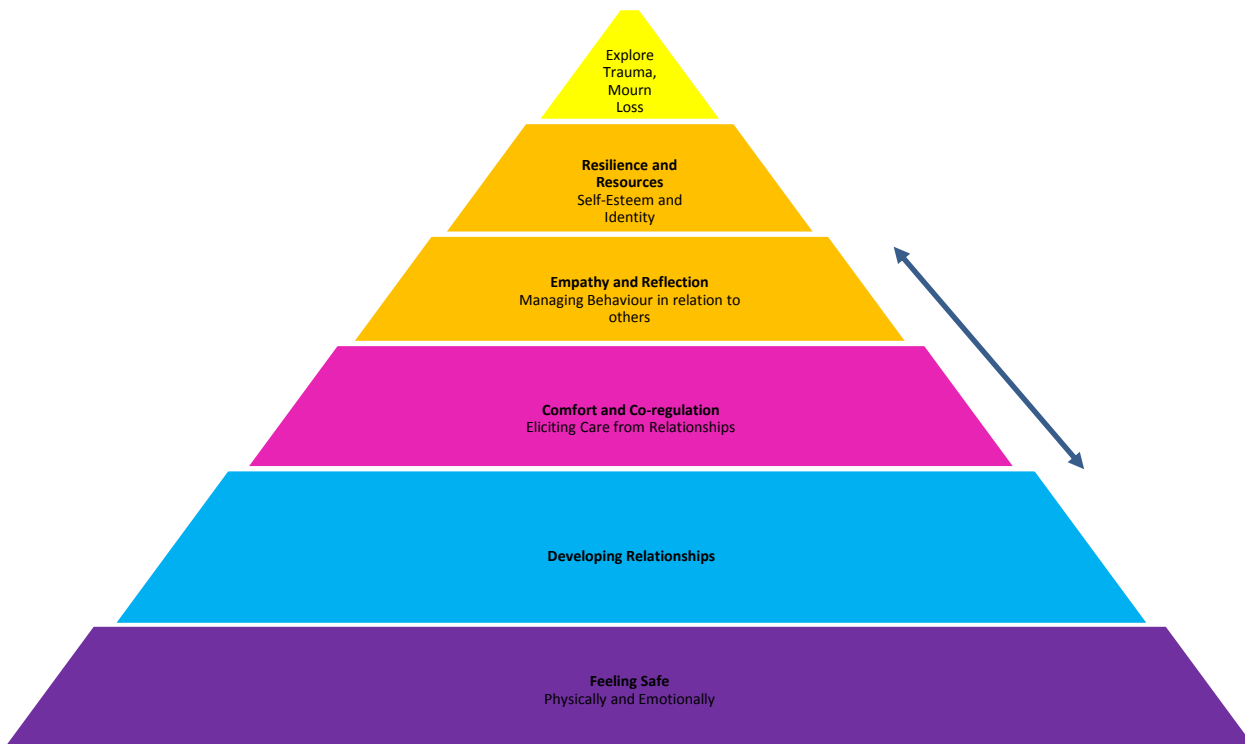 Explore
Trauma,
Mourn
Loss
Resilience and
Resources
Self-Esteem and
Identity
Empathy and Reflection
Managing Behaviour in relation to
others
Comfort and Co-regulation
Eliciting Care from Relationships
Developing Relationships
Feeling Safe
Physically and Emotionally